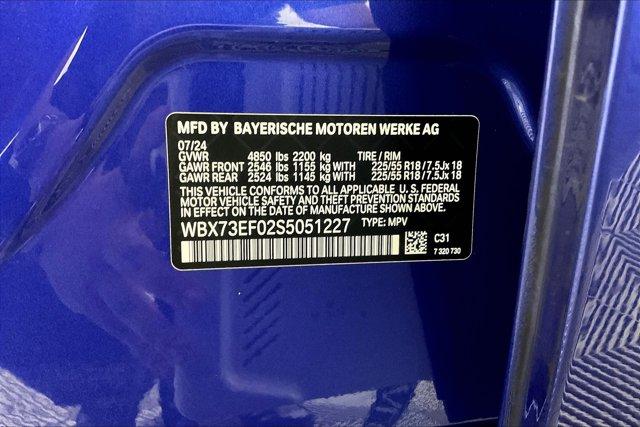 MFD BY BAYERISCHE MOTOREN WERKE AG
07/24
GVWR 4850 lbs 2200 kg TIRE / RIM
GAWR FRONT 2546 lbs 1155 kg WITH 225/55 R18 / 7.5Jx 18
GAWR REAR 2524 lbs 1145 kg WITH 225/55 R18 / 7.5Jx 18
THIS VEHICLE CONFORMS TO ALL APPLICABLE U. S. FEDERAL
MOTOR VEHICLE SAFETY AND THEFT PREVENTION STANDARDS
IN EFFECT ON THE DATE OF MANUFACTURE SHOWN ABOVE.
WBX73EF02S5051227 TYPE: MPV
C31
7 320 730